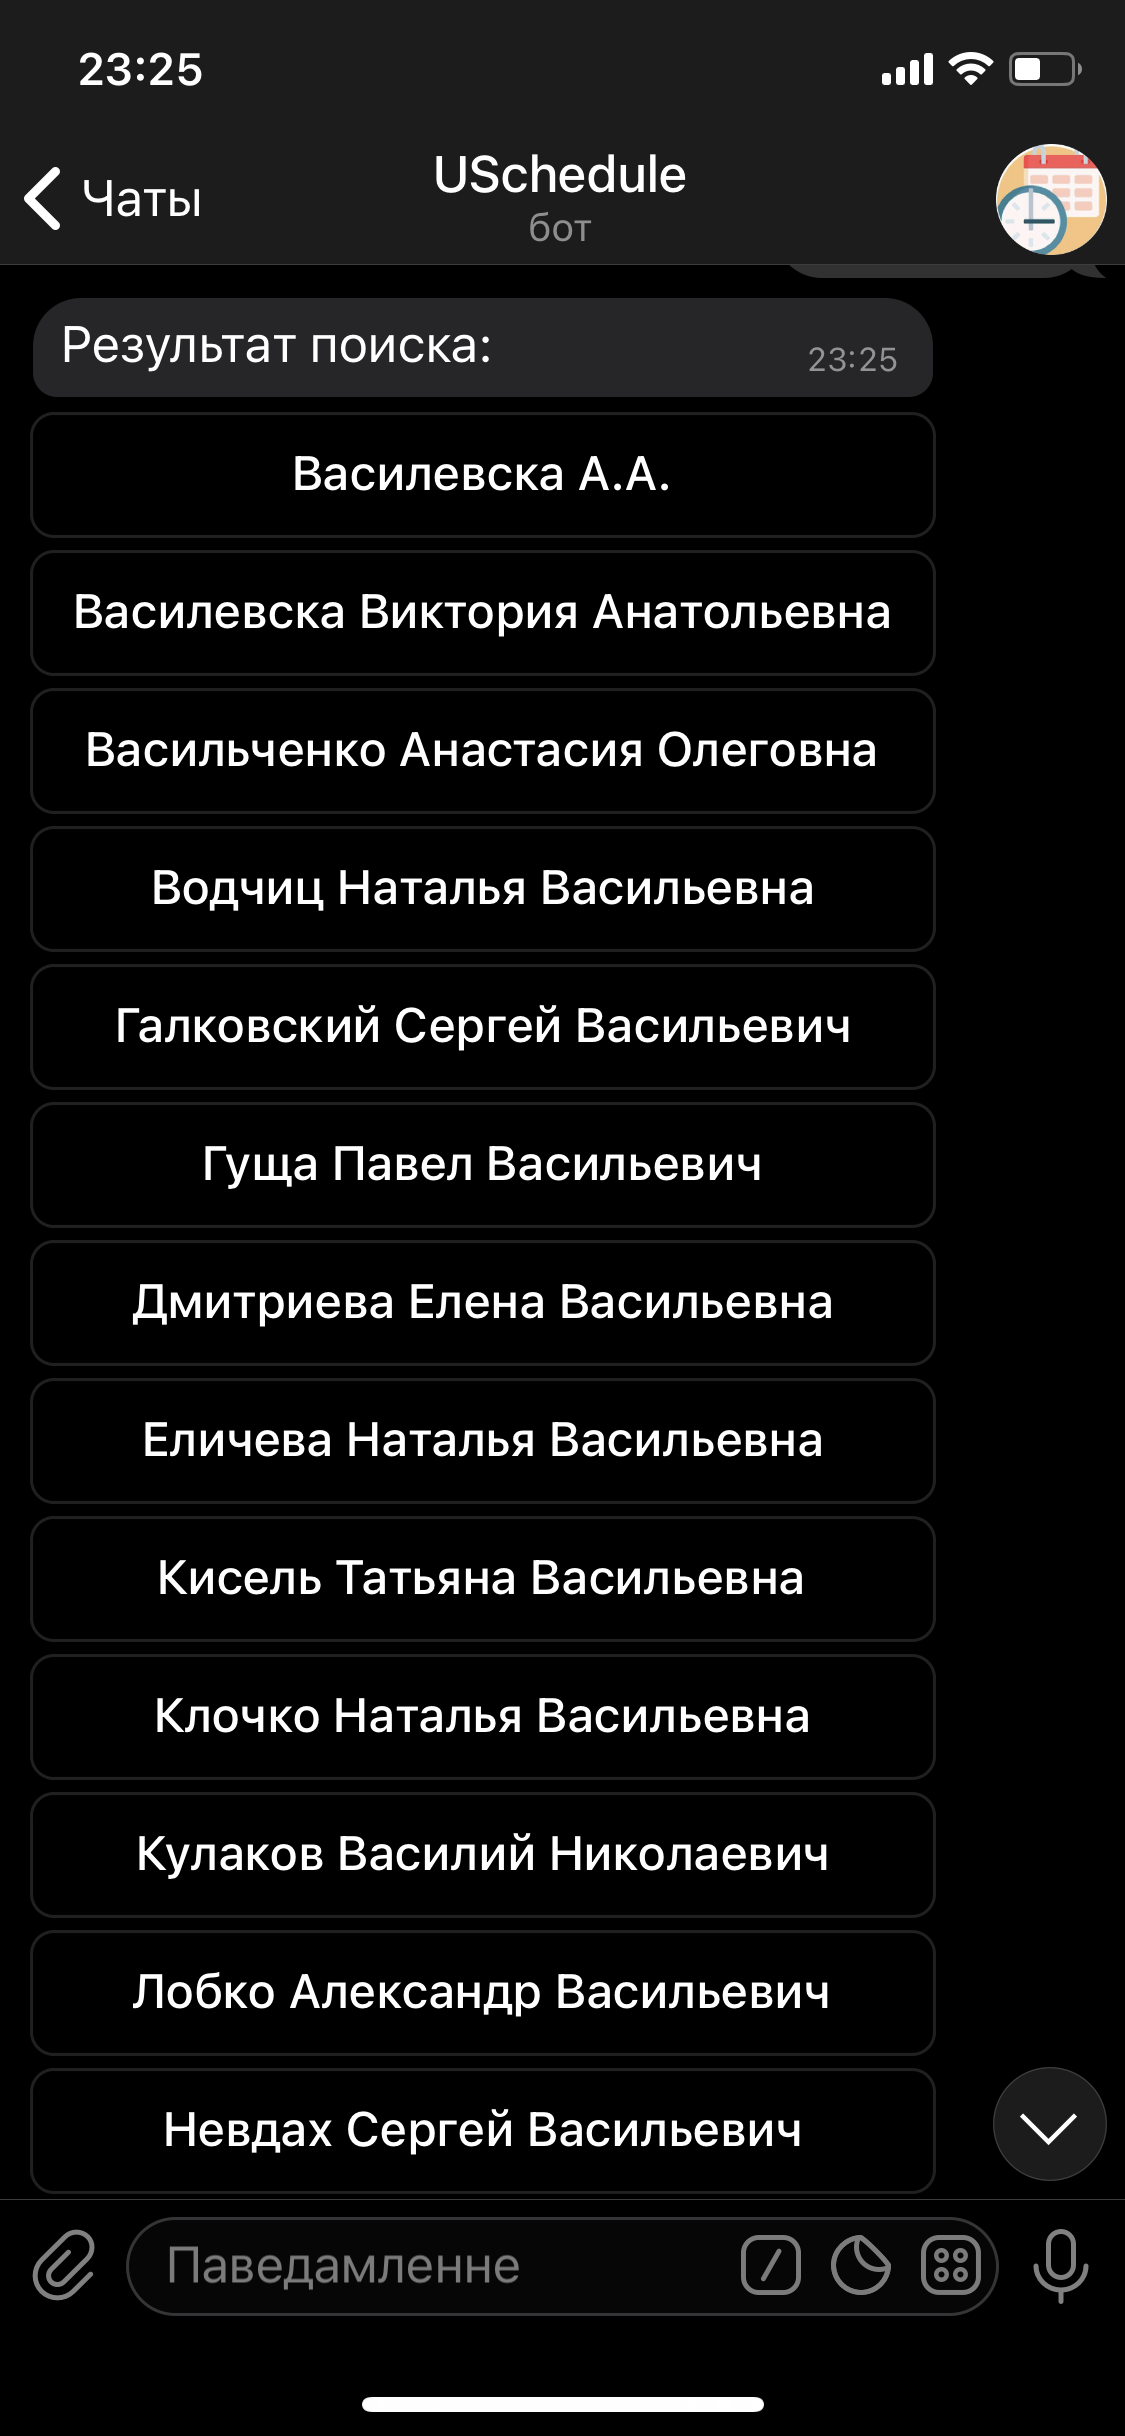 23:25
Чаты
USchedule
бот
Результат поиска:
23:25
Василевска А.А.
Василевска Виктория Анатольевна
Васильченко Анастасия Олеговна
Водчиц Наталья Васильевна
Галковский Сергей Васильевич
Гуща Павел Васильевич
Дмитриева Елена Васильевна
Еличева Наталья Васильевна
Кисель Татьяна Васильевна
Клочко Наталья Васильевна
Кулаков Василий Николаевич
Лобко Александр Васильевич
Невдах Сергей Васильевич
Паведамленне